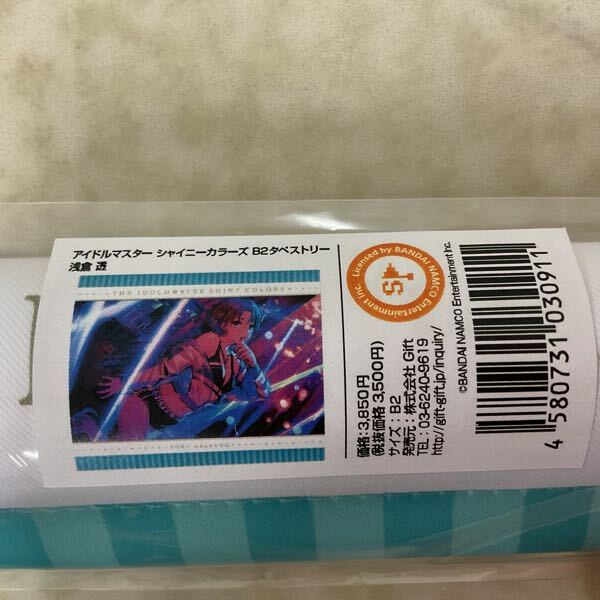 アイドルマスター シャイニーカラーズ B2タペストリー
浅倉 透
THE IDOLM@STER SHINY COLORS
TORU ASAKURA
価格:3,850円
(税抜価格 3,500円)
サイズ:B2
発売元:株式会社 Gift
TEL:03-6240-9619
http://gift-gift.jp/inquiry/
Licensed by BANDAI NAMCO Entertainment Inc.
SP
©BANDAI NAMCO Entertainment Inc.
4 580731 030911